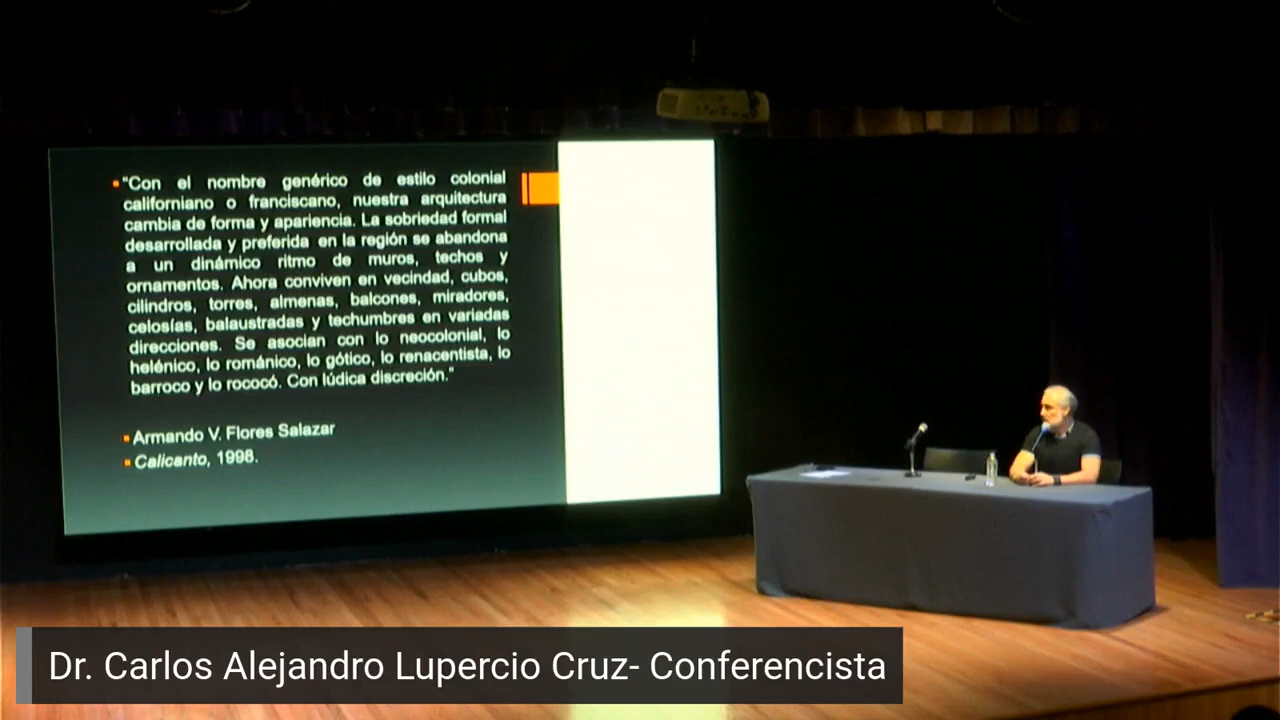 “Con el nombre genérico de estilo colonial
californiano o franciscano, nuestra arquitectura
cambia de forma y apariencia. La sobriedad formal
desarrollada y preferida en la región se abandona
a un dinámico ritmo de muros, techos y
ornamentos. Ahora conviven en vecindad, cubos,
cilindros, torres, almenas, balcones, miradores,
celosías, balaustradas y techumbres en variadas
direcciones. Se asocian con lo neocolonial, lo
helénico, lo románico, lo gótico, lo renacentista, lo
barroco y lo rococó. Con lúdica discreción.”
Armando V. Flores Salazar
Calicanto, 1998.
Dr. Carlos Alejandro Lupercio Cruz- Conferencista